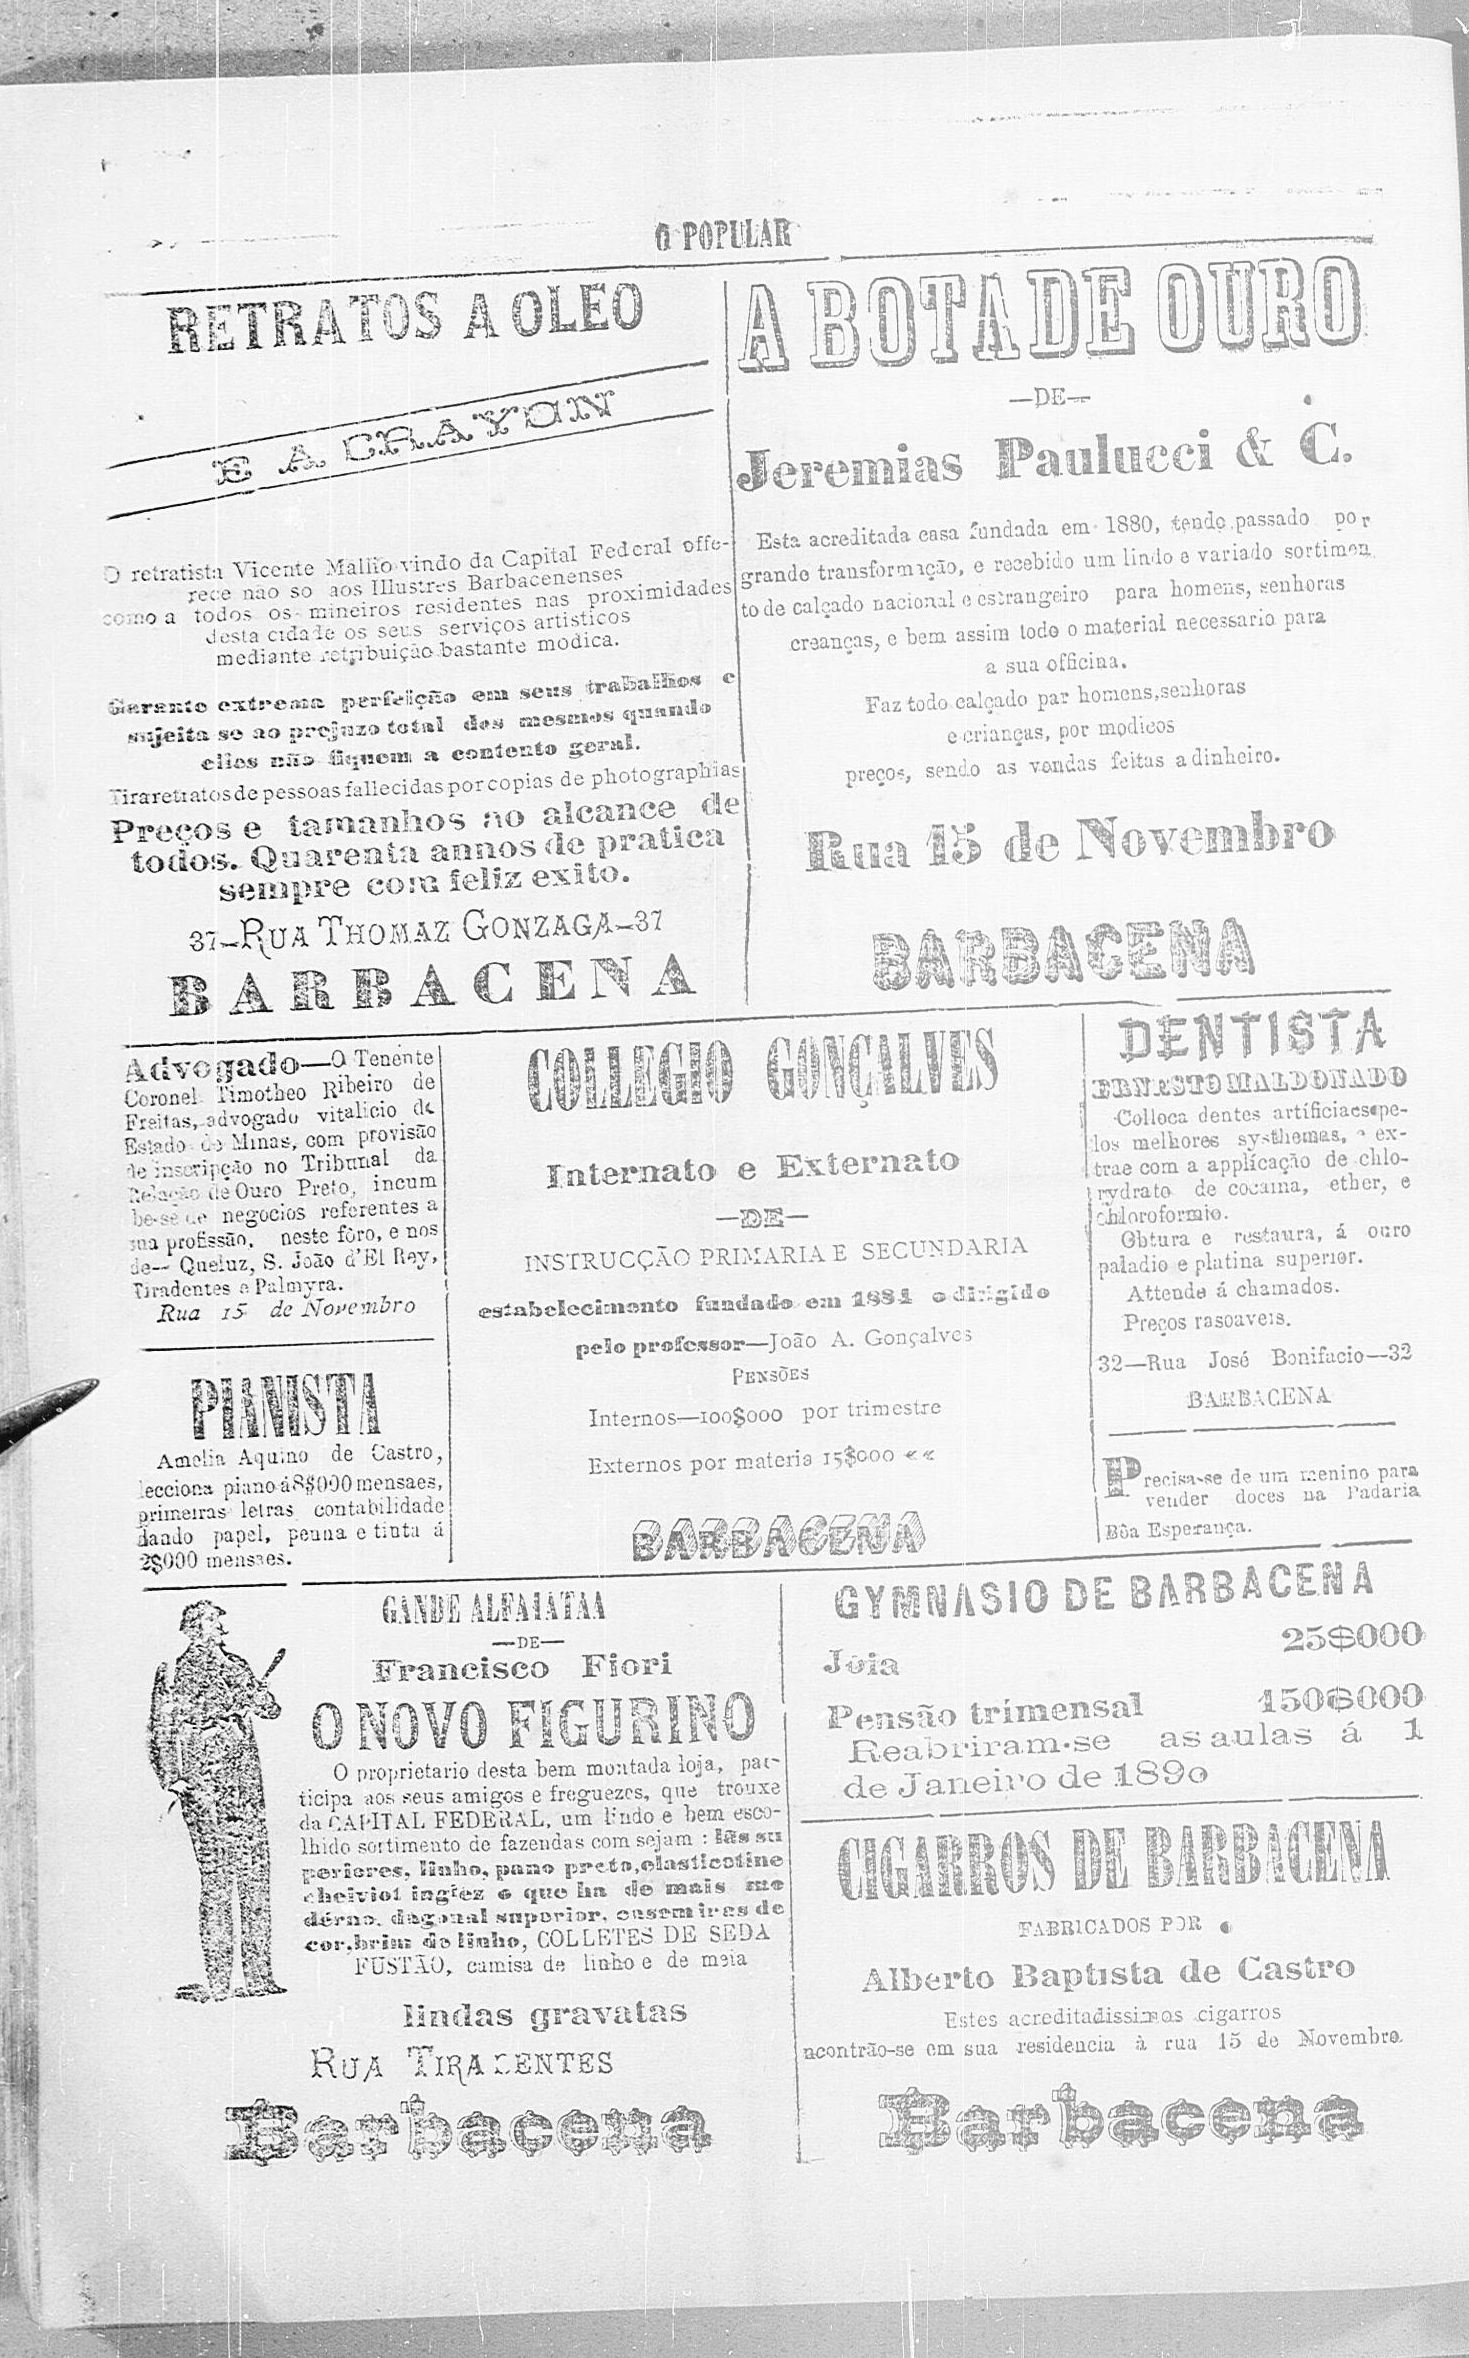 O POPULAR
RETRATOS A OLEO
E A CRAYON
O retratista Vicente Mallio vindo da Capital Federal offe-
rece não so aos Illustres Barbacenenses
como a todos os mineiros residentes nas proximidades
desta cidade os seus serviços artisticos
mediante retribuição bastante modica.
Garante extrema perfeição em seus trabalhos e
sujeita se ao prejuzo total dos mesmos quando
elles não fiquem a contento geral.
Tira retratos de pessoas fallecidas por copias de photographias
Preços e tamanhos ao alcance de
todos. Quarenta annos de pratica
sempre com feliz exito.
37—RUA THOMAZ GONZAGA—37
BARBACENA
A BOTA DE OURO
—DE—
Jeremias Paulucci & C.
Esta acreditada casa fundada em 1880, tendo passado por
grande transformação, e recebido um lindo e variado sortimen
to de calçado nacional e estrangeiro para homens, senhoras
creanças, e bem assim todo o material necessario para
a sua officina.
Faz todo calçado par homens, senhoras
e crianças, por modicos
preços, sendo as vendas feitas a dinheiro.
Rua 15 de Novembro
BARBACENA
Advogado—O Tenente
Coronel Timotheo Ribeiro de
Freitas, advogado vitalicio de
Estado de Minas, com provisão
de inscripção no Tribunal da
Relação de Ouro Preto, incum
be-se de negocios referentes a
sua profissão, neste fôro, e nos
de-- Queluz, S. João d'El Rey,
Tiradentes e Palmyra.
Rua 15 de Novembro
PIANISTA
Amelia Aquino de Castro,
lecciona piano á 8$000 mensaes,
primeiras letras contabilidade
dando papel, penna e tinta á
2$000 mensaes.
COLLEGIO GONÇALVES
Internato e Externato
—DE—
INSTRUCÇÃO PRIMARIA E SECUNDARIA
estabelecimento fundado em 1881 e dirigido
pelo professor—João A. Gonçalves
PENSÕES
Internos—100$000 por trimestre
Externos por materia 15$000 « «
BARBACENA
DENTISTA
ERNESTO MALDONADO
Colloca dentes artificiaes pe-
los melhores systhemas, e ex-
trae com a applicação de chlo-
rydrato de cocaina, ether, e
chloroformio.
Obtura e restaura, á ouro
paladio e platina superior.
Attende á chamados.
Preços rasoaveis.
32—Rua José Bonifacio—32
BARBACENA
Precisa-se de um menino para
vender doces na Padaria
Bôa Esperança.
GANDE ALFAIATAA
—DE—
Francisco Fiori
O NOVO FIGURINO
O proprietario desta bem montada loja, par-
ticipa aos seus amigos e freguezes, que trouxe
da CAPITAL FEDERAL, um lindo e bem esco-
lhido sortimento de fazendas com sejam : lãs su
periores, linho, pano preto, elasticotine
cheiviot inglez e que ha de mais mo
dérno, dagonal superior, casemiras de
cor, brim de linho, COLLETES DE SEDA
FUSTÃO, camisa de linho e de meia
lindas gravatas
RUA TIRADENTES
Barbacena
GYMNASIO DE BARBACENA
Joia 25$000
Pensão trimensal 150$000
Reabriram-se as aulas á 1
de Janeiro de 1890
CIGARROS DE BARBACENA
FABRICADOS POR
Alberto Baptista de Castro
Estes acreditadissimos cigarros
ncontrão-se em sua residencia à rua 15 de Novembro
Barbacena